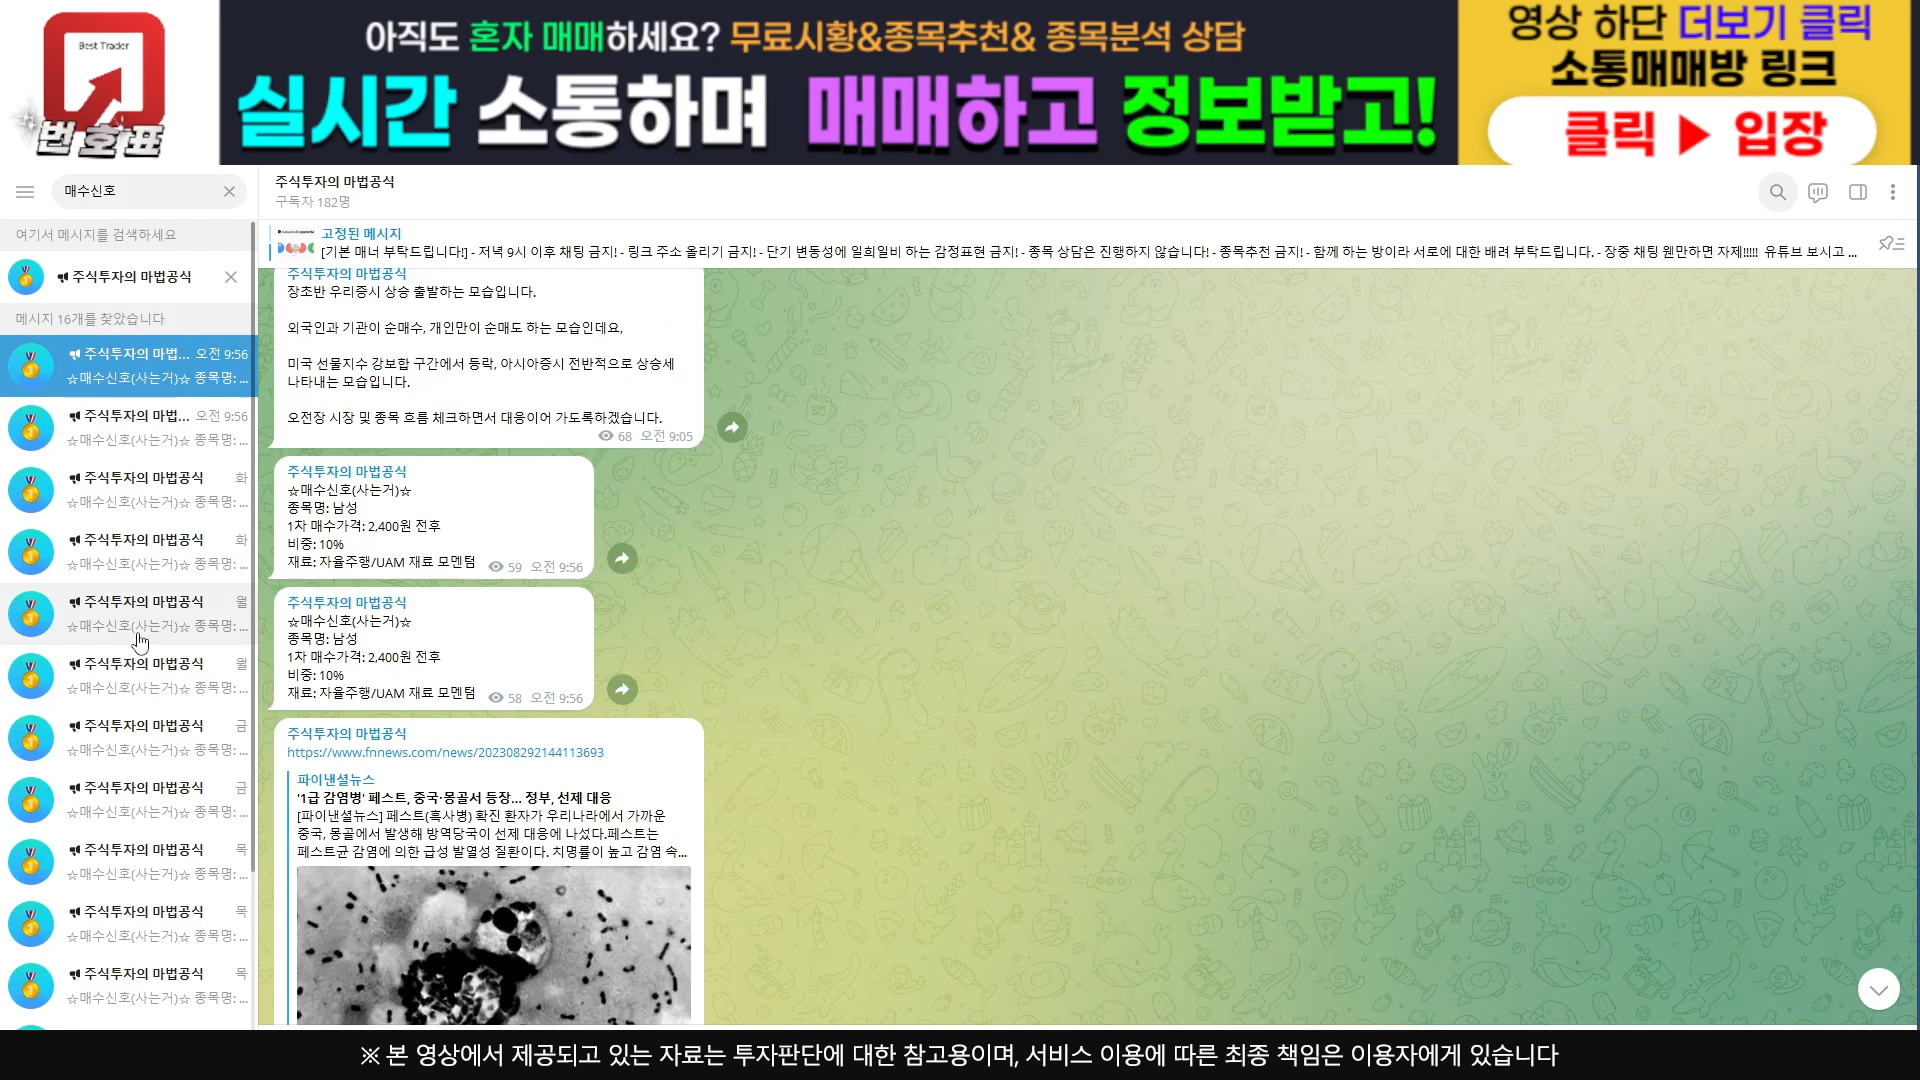 Best Trader
번호표
아직도 혼자 매매하세요? 무료시황&종목추천& 종목분석 상담
실시간 소통하며 매매하고 정보받고!
영상 하단 더보기 클릭
소통매매방 링크
클릭 ▶ 입장
매수신호
여기서 메시지를 검색하세요
주식투자의 마법공식
메시지 16개를 찾았습니다
주식투자의 마법... 오전 9:56
☆매수신호(사는거)☆ 종목명: ...
주식투자의 마법... 오전 9:56
☆매수신호(사는거)☆ 종목명: ...
주식투자의 마법공식 화
☆매수신호(사는거)☆ 종목명: ...
주식투자의 마법공식 화
☆매수신호(사는거)☆ 종목명: ...
주식투자의 마법공식 월
☆매수신호(사는거)☆ 종목명: ...
주식투자의 마법공식 월
☆매수신호(사는거)☆ 종목명: ...
주식투자의 마법공식 금
☆매수신호(사는거)☆ 종목명: ...
주식투자의 마법공식 금
☆매수신호(사는거)☆ 종목명: ...
주식투자의 마법공식 목
☆매수신호(사는거)☆ 종목명: ...
주식투자의 마법공식 목
☆매수신호(사는거)☆ 종목명: ...
주식투자의 마법공식 목
☆매수신호(사는거)☆ 종목명: ...
주식투자의 마법공식
구독자 182명
고정된 메시지
[기본 매너 부탁드립니다!] - 저녁 9시 이후 채팅 금지! - 링크 주소 올리기 금지! - 단기 변동성에 일희일비 하는 감정표현 금지! - 종목 상담은 진행하지 않습니다! - 종목추천 금지! - 함께 하는 방이라 서로에 대한 배려 부탁드립니다. - 장중 채팅 웬만하면 자제!!!!! 유튜브 보시고 ...
주식투자의 마법공식
장초반 우리증시 상승 출발하는 모습입니다.
외국인과 기관이 순매수, 개인만이 순매도 하는 모습인데요,
미국 선물지수 강보합 구간에서 등락, 아시아증시 전반적으로 상승세
나타내는 모습입니다.
오전장 시장 및 종목 흐름 체크하면서 대응이어 가도록하겠습니다.
68 오전 9:05
주식투자의 마법공식
☆매수신호(사는거)☆
종목명: 남성
1차 매수가격: 2,400원 전후
비중: 10%
재료: 자율주행/UAM 재료 모멘텀 59 오전 9:56
주식투자의 마법공식
☆매수신호(사는거)☆
종목명: 남성
1차 매수가격: 2,400원 전후
비중: 10%
재료: 자율주행/UAM 재료 모멘텀 58 오전 9:56
주식투자의 마법공식
https://www.fnnews.com/news/202308292144113693
파이낸셜뉴스
'1급 감염병' 페스트, 중국·몽골서 등장... 정부, 선제 대응
[파이낸셜뉴스] 페스트(흑사병) 확진 환자가 우리나라에서 가까운
중국, 몽골에서 발생해 방역당국이 선제 대응에 나섰다.페스트는
페스트균 감염에 의한 급성 발열성 질환이다. 치명률이 높고 감염 속...
※ 본 영상에서 제공되고 있는 자료는 투자판단에 대한 참고용이며, 서비스 이용에 따른 최종 책임은 이용자에게 있습니다